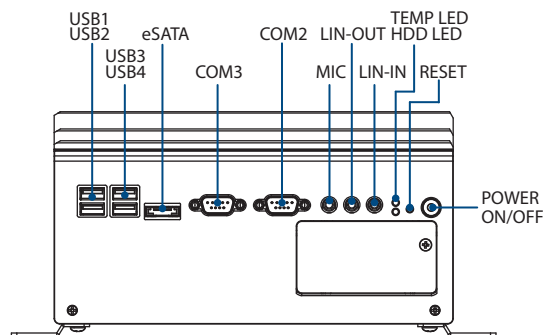 USB1
USB2
eSATA
USB3
USB4
COM3
COM2
LIN-OUT
TEMP LED
HDD LED
MIC
LIN-IN
RESET
POWER
ON/OFF